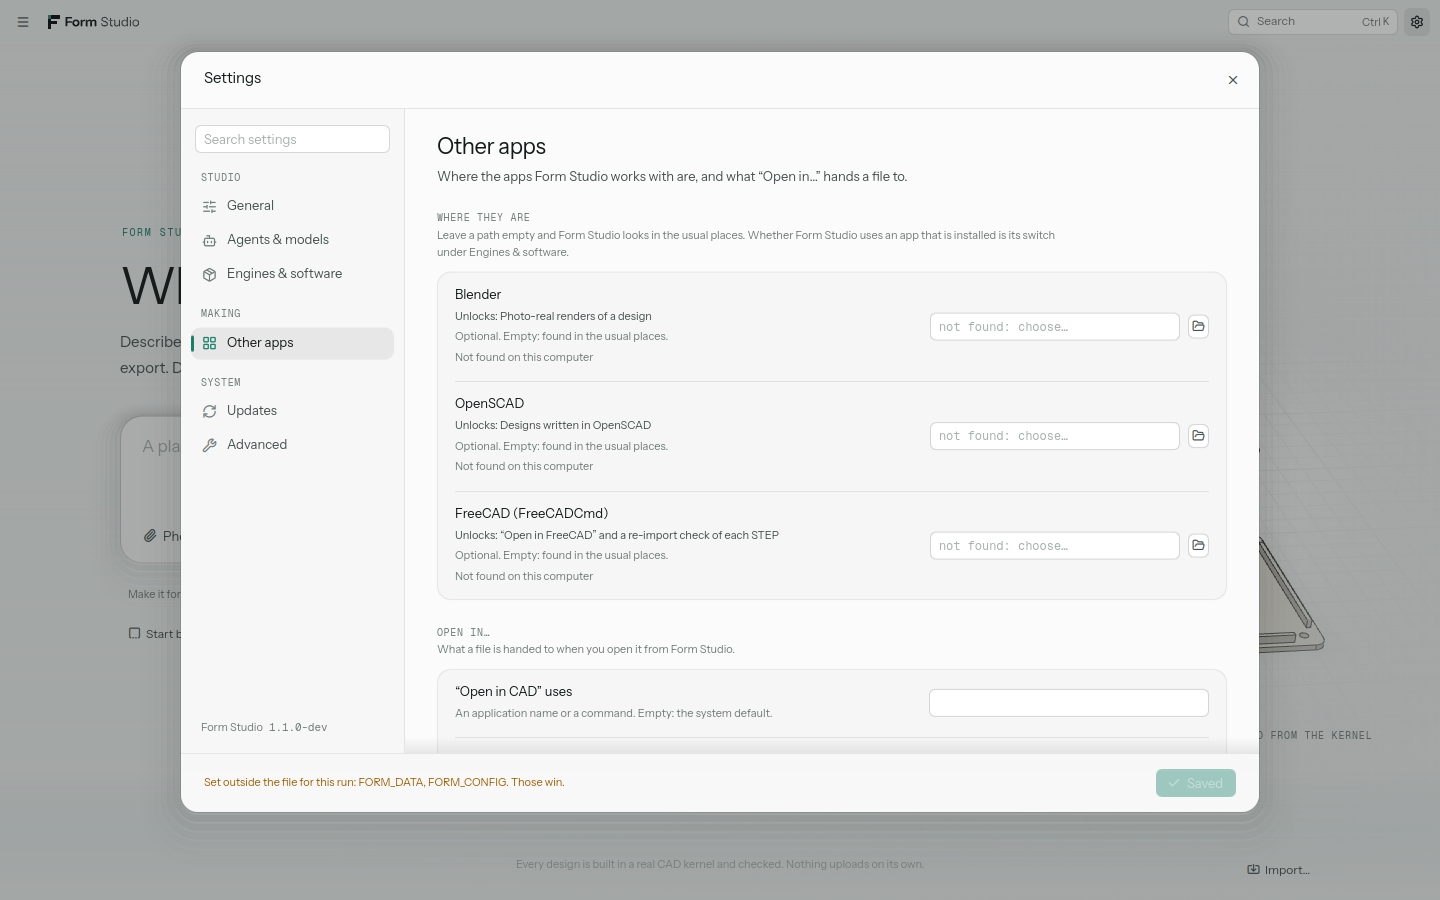 Form Studio
Search
Ctrl K
Settings
Search settings
STUDIO
General
Agents & models
Engines & software
MAKING
Other apps
SYSTEM
Updates
Advanced
Form Studio 1.1.0-dev
Other apps
Where the apps Form Studio works with are, and what “Open in…” hands a file to.
WHERE THEY ARE
Leave a path empty and Form Studio looks in the usual places. Whether Form Studio uses an app that is installed is its switch
under Engines & software.
Blender
Unlocks: Photo-real renders of a design
Optional. Empty: found in the usual places.
Not found on this computer
not found: choose…
OpenSCAD
Unlocks: Designs written in OpenSCAD
Optional. Empty: found in the usual places.
Not found on this computer
not found: choose…
FreeCAD (FreeCADCmd)
Unlocks: “Open in FreeCAD” and a re-import check of each STEP
Optional. Empty: found in the usual places.
Not found on this computer
not found: choose…
OPEN IN…
What a file is handed to when you open it from Form Studio.
“Open in CAD” uses
An application name or a command. Empty: the system default.
Set outside the file for this run: FORM_DATA, FORM_CONFIG. Those win.
Saved
FORM STU
Describe
export. D
A pla
Make it for
Start b
FROM THE KERNEL
Every design is built in a real CAD kernel and checked. Nothing uploads on its own.
Import…